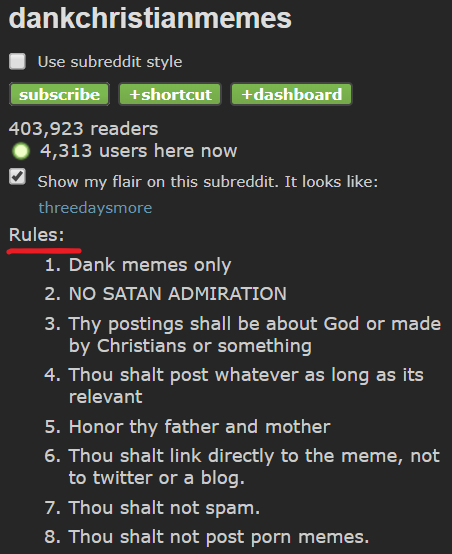 dankchristianmemes
Use subreddit style
subscribe +shortcut +dashboard
403,923 readers
4,313 users here now
Show my flair on this subreddit. It looks like:
threedaysmore
Rules:
1. Dank memes only
2. NO SATAN ADMIRATION
3. Thy postings shall be about God or made
by Christians or something
4. Thou shalt post whatever as long as its
relevant
5. Honor thy father and mother
6. Thou shalt link directly to the meme, not
to twitter or a blog.
7. Thou shalt not spam.
8. Thou shalt not post porn memes.